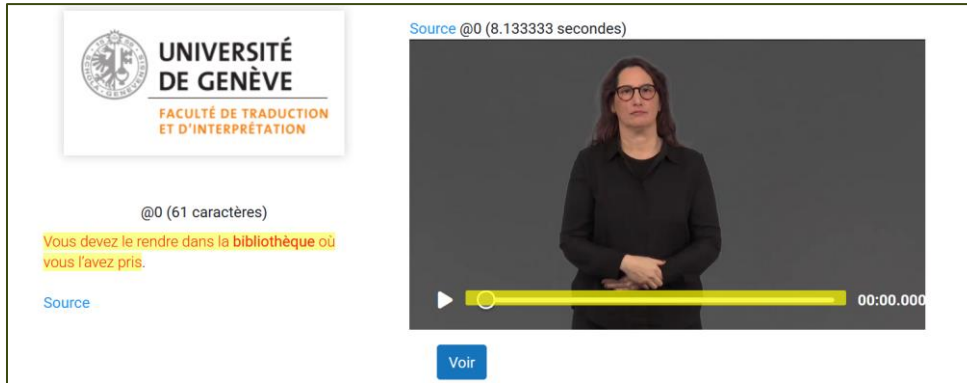 UNIVERSITÉ
DE GENÈVE
FACULTÉ DE TRADUCTION
ET D'INTERPRÉTATION
@0 (61 caractères)
Vous devez le rendre dans la bibliothèque où
vous l'avez pris.
Source
Source @0 (8.133333 secondes)
00:00.000
Voir